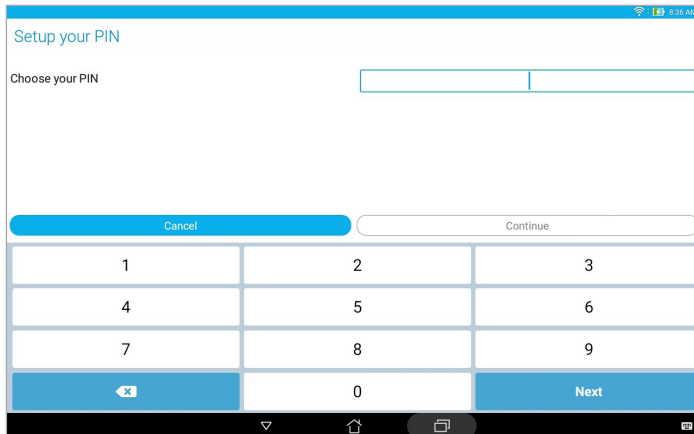 8:36 AM
Setup your PIN
Choose your PIN
Cancel Continue
1 2 3
4 5 6
7 8 9
0 Next